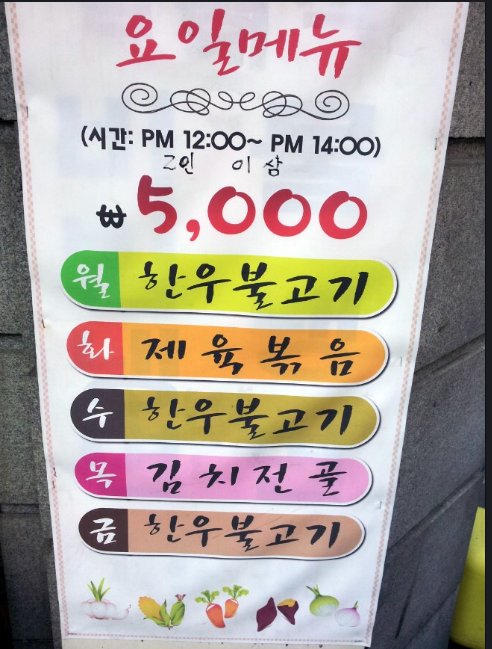 요일메뉴
(시간: PM 12:00~ PM 14:00)
2인 이상
₩5,000
월 한우불고기
화 제육볶음
수 한우불고기
목 김치전골
금 한우불고기